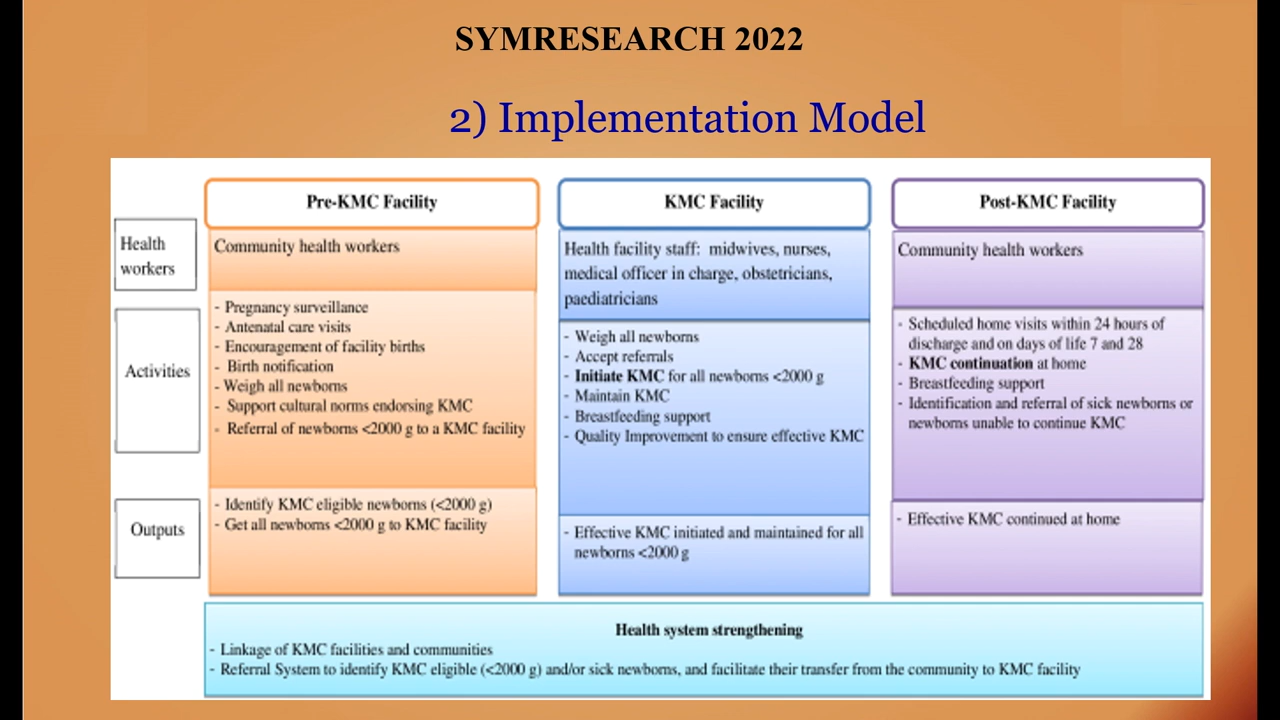 SYMRESEARCH 2022
2) Implementation Model
Pre-KMC Facility
KMC Facility
Post-KMC Facility
Health
workers
Community health workers
Health facility staff: midwives, nurses,
medical officer in charge, obstetricians,
paediatricians
Community health workers
Activities
- Pregnancy surveillance
- Antenatal care visits
- Encouragement of facility births
- Birth notification
- Weigh all newborns
- Support cultural norms endorsing KMC
- Referral of newborns <2000 g to a KMC facility
- Weigh all newborns
- Accept referrals
- Initiate KMC for all newborns <2000 g
- Maintain KMC
- Breastfeeding support
- Quality Improvement to ensure effective KMC
- Scheduled home visits within 24 hours of
discharge and on days of life 7 and 28
- KMC continuation at home
- Breastfeeding support
- Identification and referral of sick newborns or
newborns unable to continue KMC
Outputs
- Identify KMC eligible newborns (<2000 g)
- Get all newborns <2000 g to KMC facility
- Effective KMC initiated and maintained for all
newborns <2000 g
- Effective KMC continued at home
Health system strengthening
- Linkage of KMC facilities and communities
- Referral System to identify KMC eligible (<2000 g) and/or sick newborns, and facilitate their transfer from the community to KMC facility